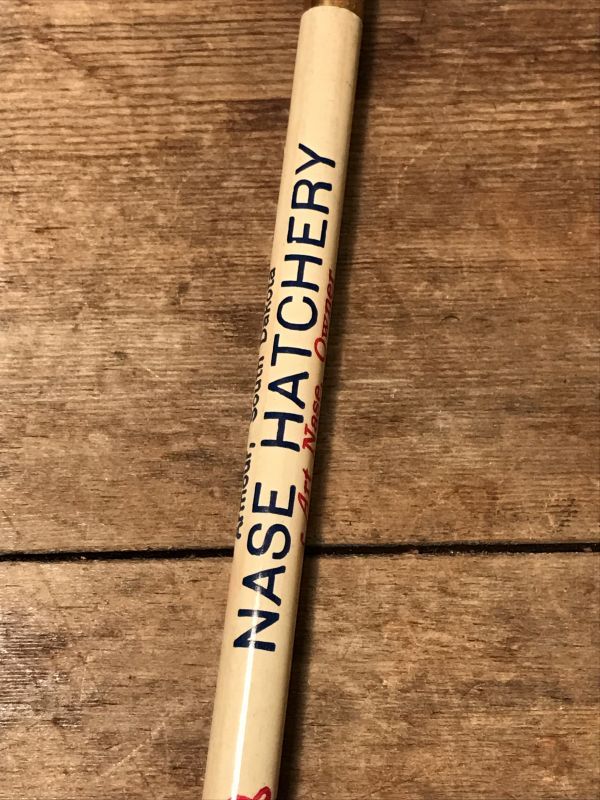 Armour, South Dakota
NASE HATCHERY
Art Nase Owner